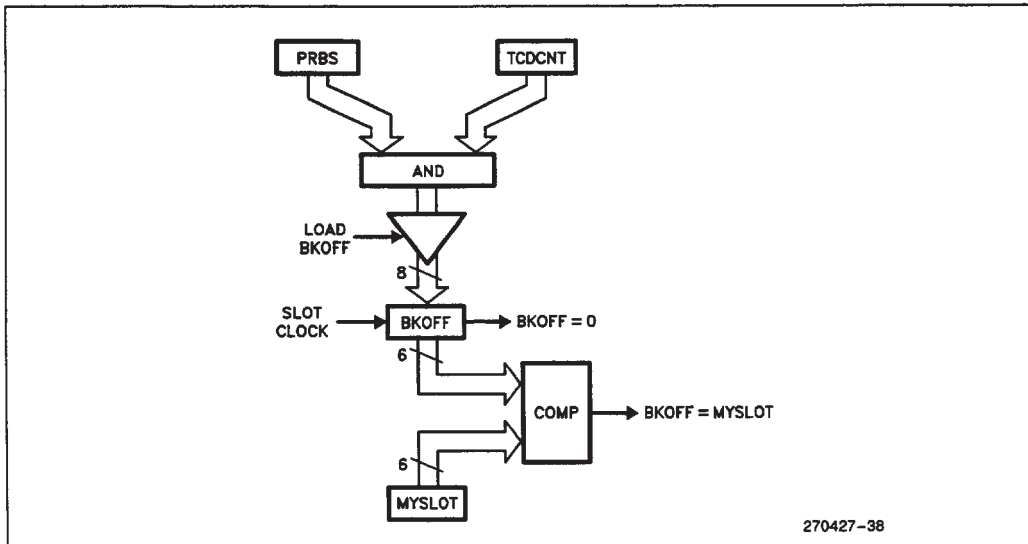 PRBS
TCDCNT
AND
LOAD
BKOFF
8
SLOT
CLOCK
BKOFF
BKOFF = 0
6
COMP
BKOFF = MYSLOT
6
MYSLOT
270427-38